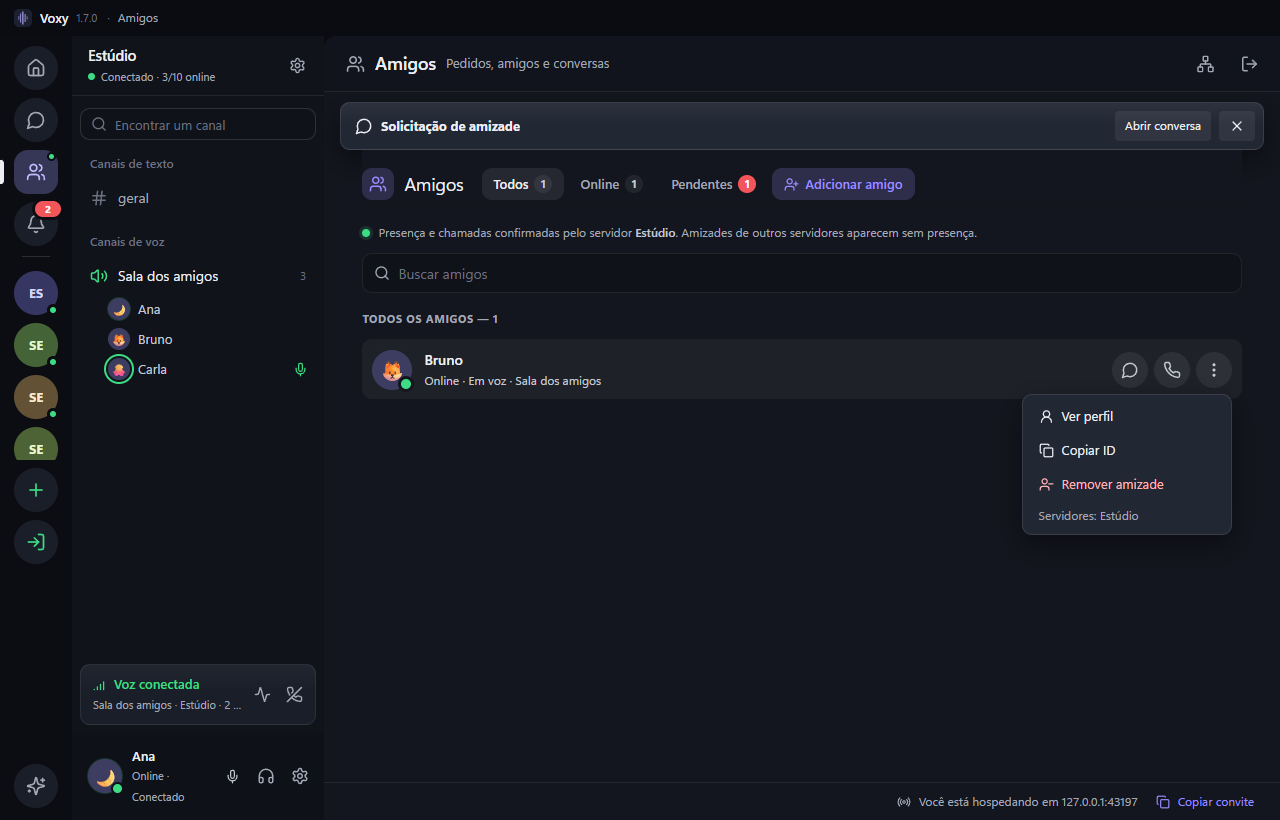 Voxy 1.7.0 · Amigos
Estúdio
Conectado · 3/10 online
Encontrar um canal
Canais de texto
geral
Canais de voz
Sala dos amigos 3
Ana
Bruno
Carla
2
ES
SE
SE
SE
Voz conectada
Sala dos amigos · Estúdio · 2 ...
Ana
Online ·
Conectado
Amigos Pedidos, amigos e conversas
Solicitação de amizade Abrir conversa
Amigos Todos 1 Online 1 Pendentes 1 Adicionar amigo
Presença e chamadas confirmadas pelo servidor Estúdio. Amizades de outros servidores aparecem sem presença.
Buscar amigos
TODOS OS AMIGOS — 1
Bruno
Online · Em voz · Sala dos amigos
Ver perfil
Copiar ID
Remover amizade
Servidores: Estúdio
Você está hospedando em 127.0.0.1:43197 Copiar convite